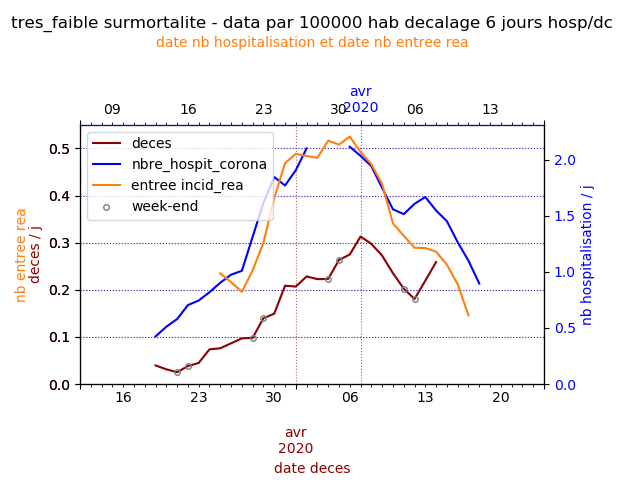 tres_faible surmortalite - data par 100000 hab decalage 6 jours hosp/dc
date nb hospitalisation et date nb entree rea
avr
2020
09 16 23 30 06 13
deces
nbre_hospit_corona
entree incid_rea
week-end
0.5
0.4
0.3
0.2
0.1
0.0
nb entree rea
deces / j
2.0
1.5
1.0
0.5
0.0
nb hospitalisation / j
16 23 30 06 13 20
avr
2020
date deces